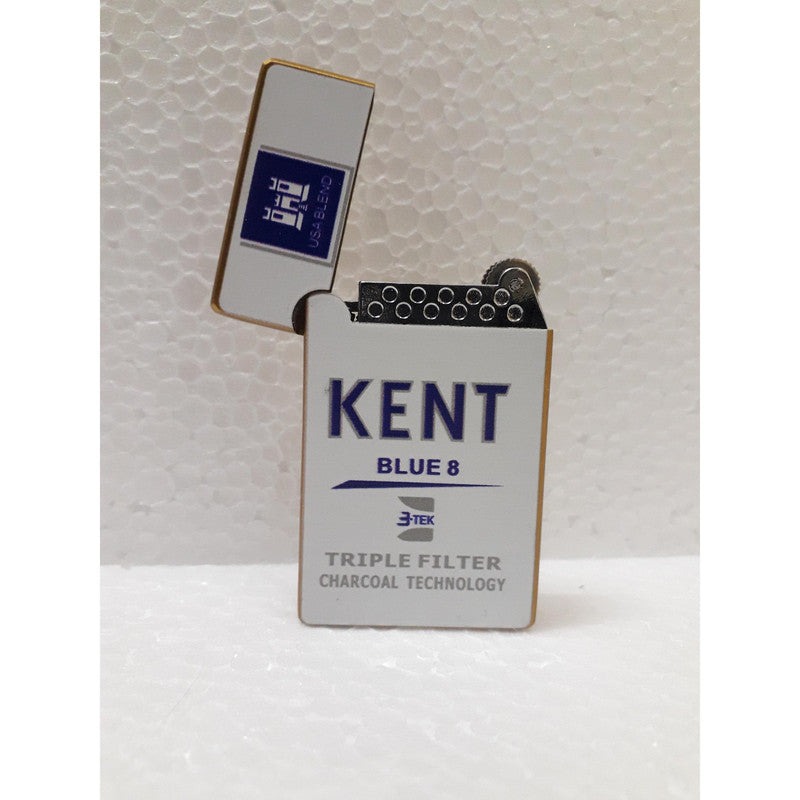 USA BLEND
KENT
BLUE 8
3-TEK
TRIPLE FILTER
CHARCOAL TECHNOLOGY